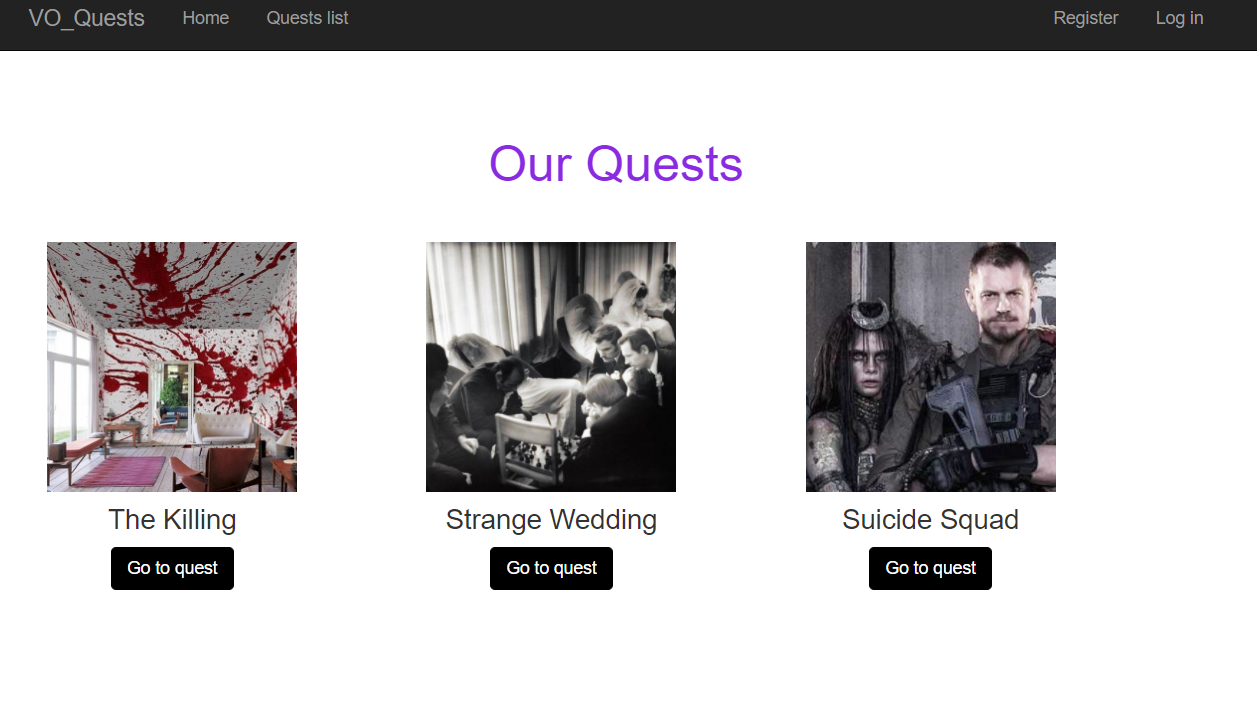 VO_Quests Home Quests list Register Log in
Our Quests
The Killing Strange Wedding Suicide Squad
Go to quest Go to quest Go to quest